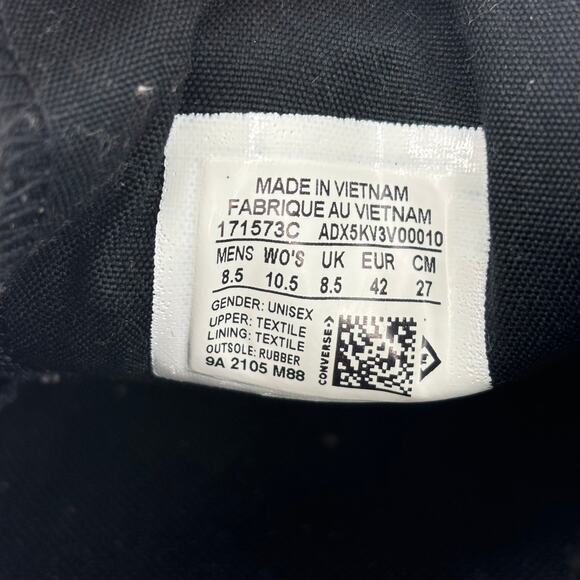 MADE IN VIETNAM
FABRIQUE AU VIETNAM
171573C ADX5KV3V00010
MENS WO'S UK EUR CM
8.5 10.5 8.5 42 27
GENDER: UNISEX
UPPER: TEXTILE
LINING: TEXTILE
OUTSOLE: RUBBER
9A 2105 M88
CONVERSE